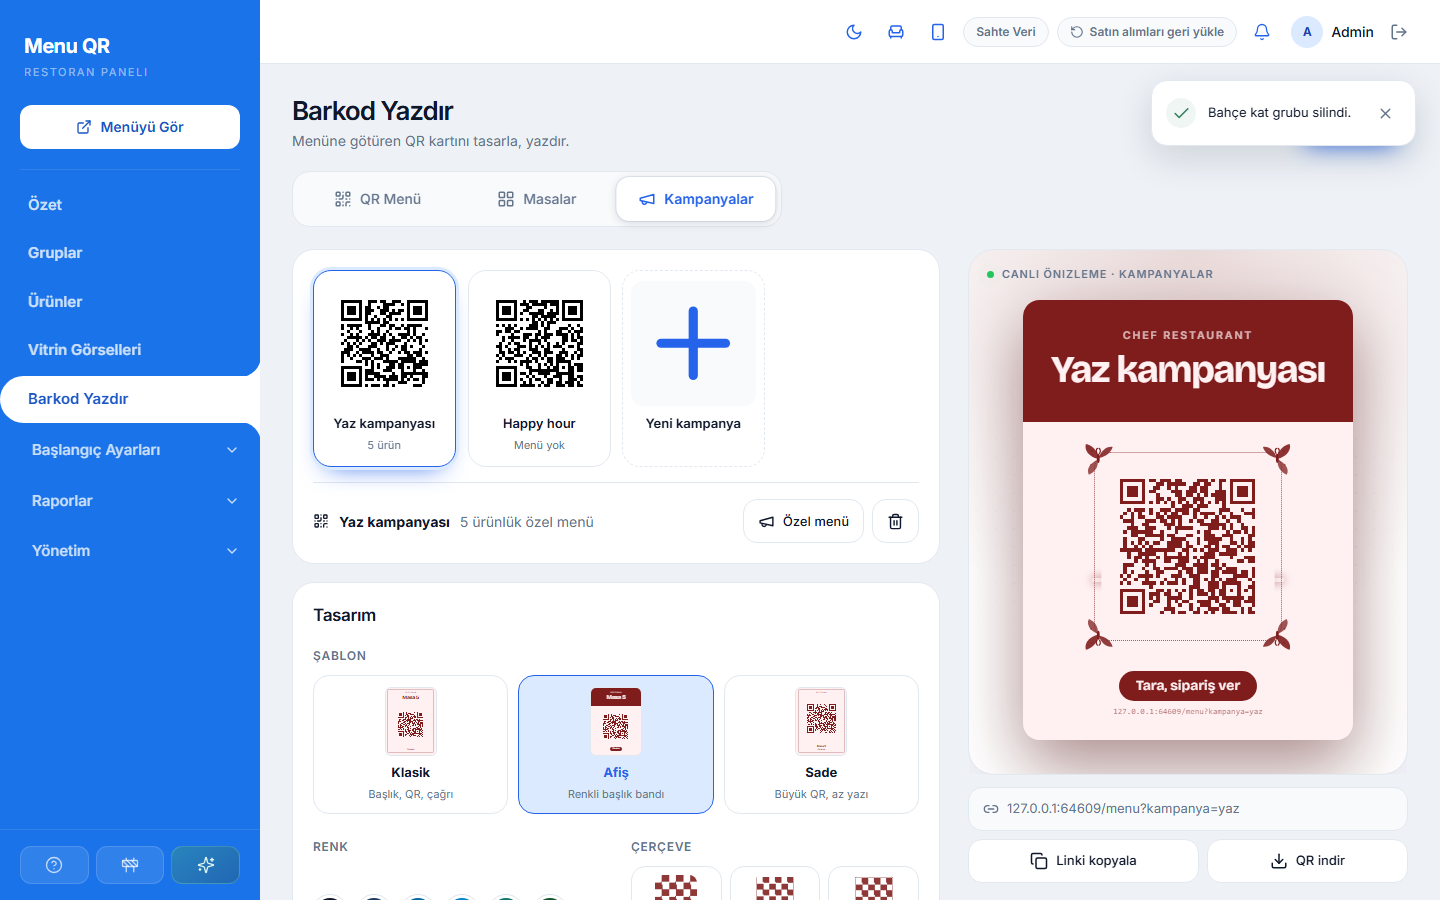 Menu QR
RESTORAN PANELİ
Menüyü Gör
Özet
Gruplar
Ürünler
Vitrin Görselleri
Barkod Yazdır
Başlangıç Ayarları
Raporlar
Yönetim
Sahte Veri
Satın alımları geri yükle
A
Admin
Bahçe kat grubu silindi.
Barkod Yazdır
Menüne götüren QR kartını tasarla, yazdır.
QR Menü
Masalar
Kampanyalar
Yaz kampanyası
5 ürün
Happy hour
Menü yok
Yeni kampanya
Yaz kampanyası 5 ürünlük özel menü
Özel menü
Tasarım
ŞABLON
Klasik
Başlık, QR, çağrı
Afiş
Renkli başlık bandı
Sade
Büyük QR, az yazı
RENK
ÇERÇEVE
CANLI ÖNİZLEME · KAMPANYALAR
CHEF RESTAURANT
Yaz kampanyası
Tara, sipariş ver
127.0.0.1:64609/menu?kampanya=yaz
127.0.0.1:64609/menu?kampanya=yaz
Linki kopyala
QR indir